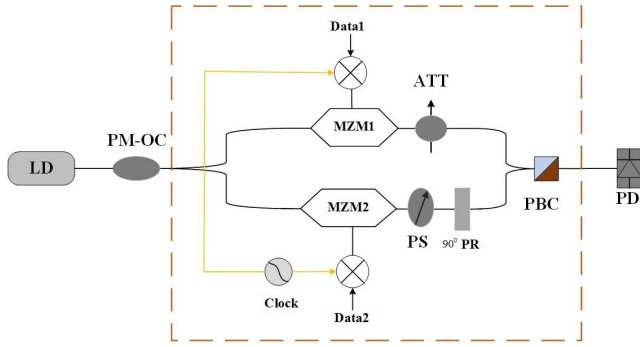 Data1
ATT
PM-OC
MZM1
LD
PBC
PD
MZM2
PS
90⁰ PR
Clock
Data2